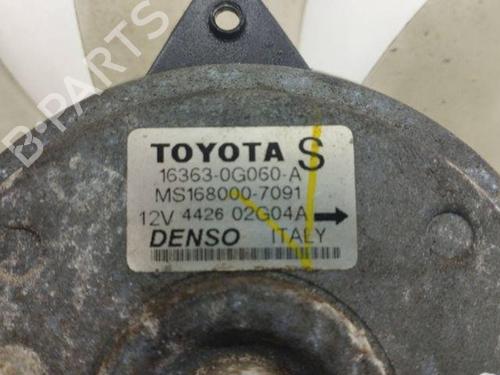 B-PARTS
TOYOTA S
16363-0G060-A
MS168000-7091
12V 4426 02G04A
DENSO ITALY